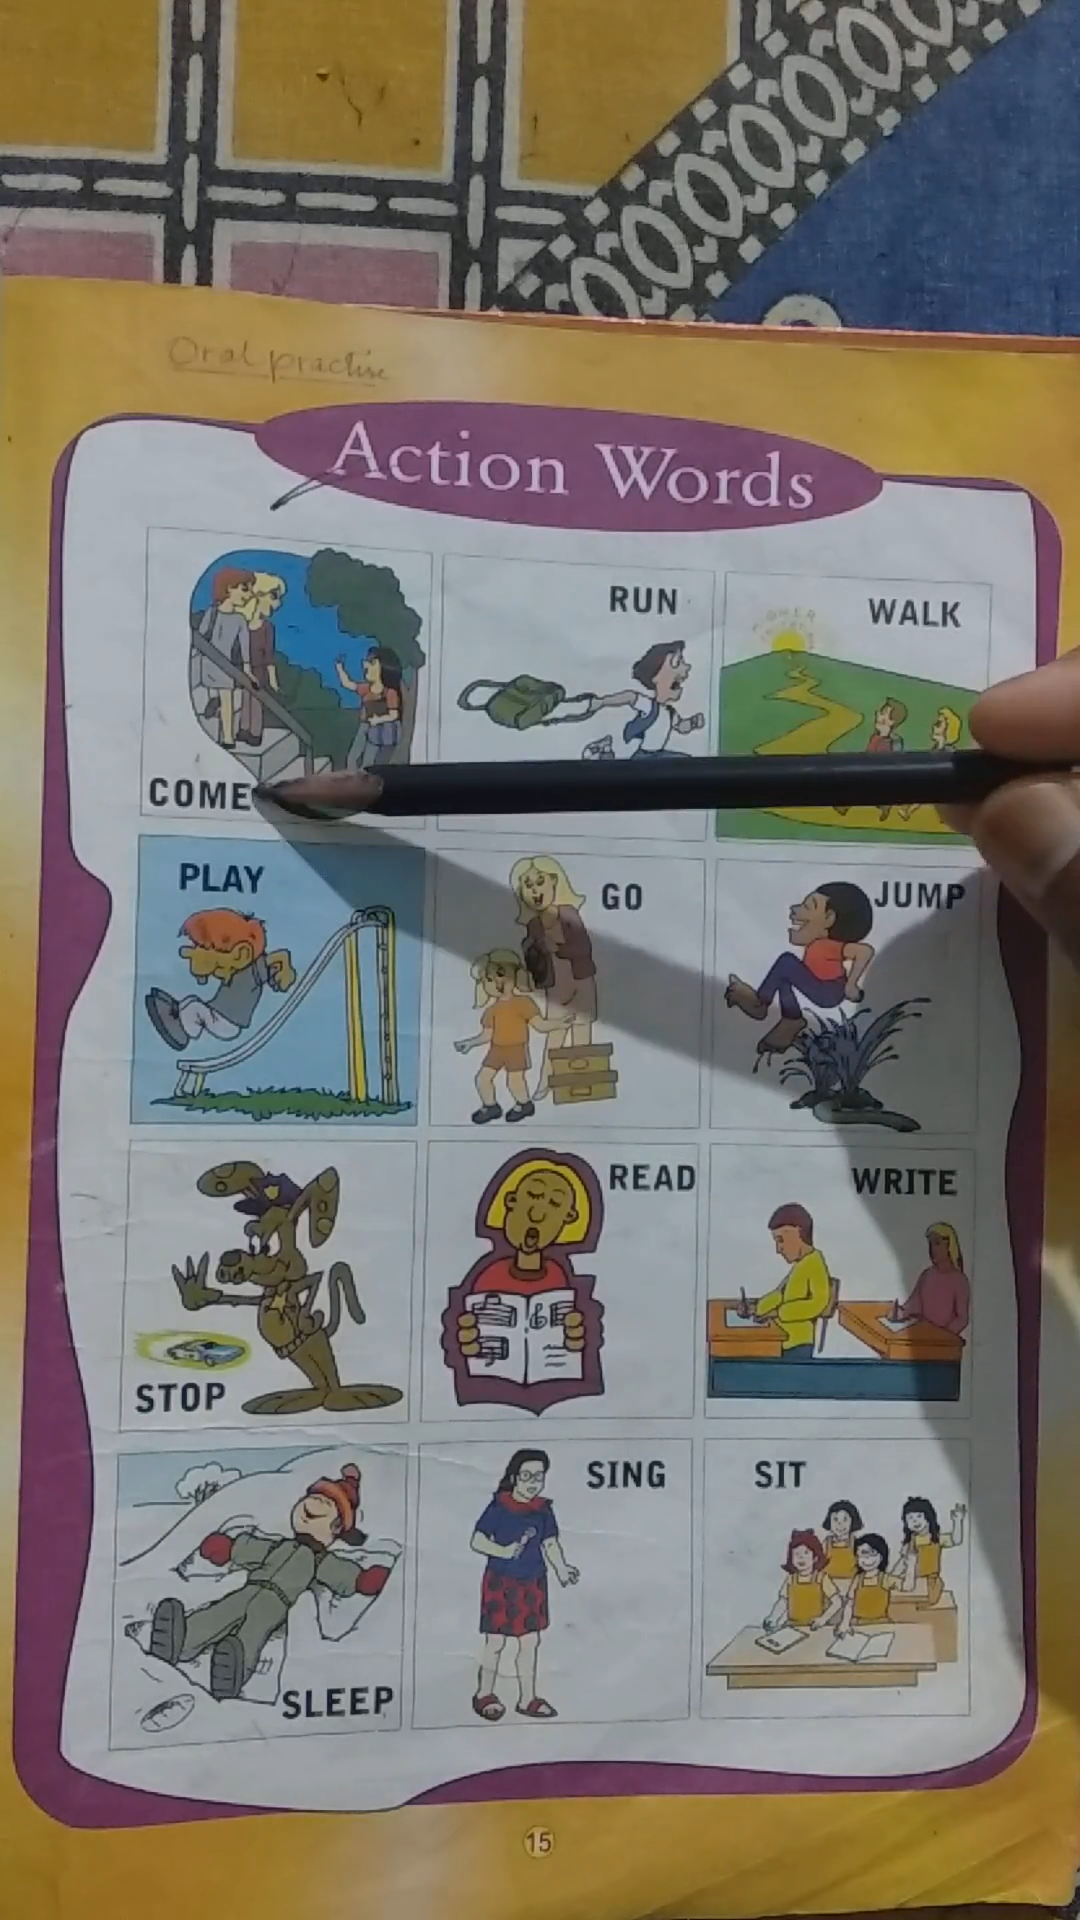 Oral practise
Action Words
COME
RUN
WALK
PLAY
GO
JUMP
STOP
READ
WRITE
SLEEP
SING
SIT
15